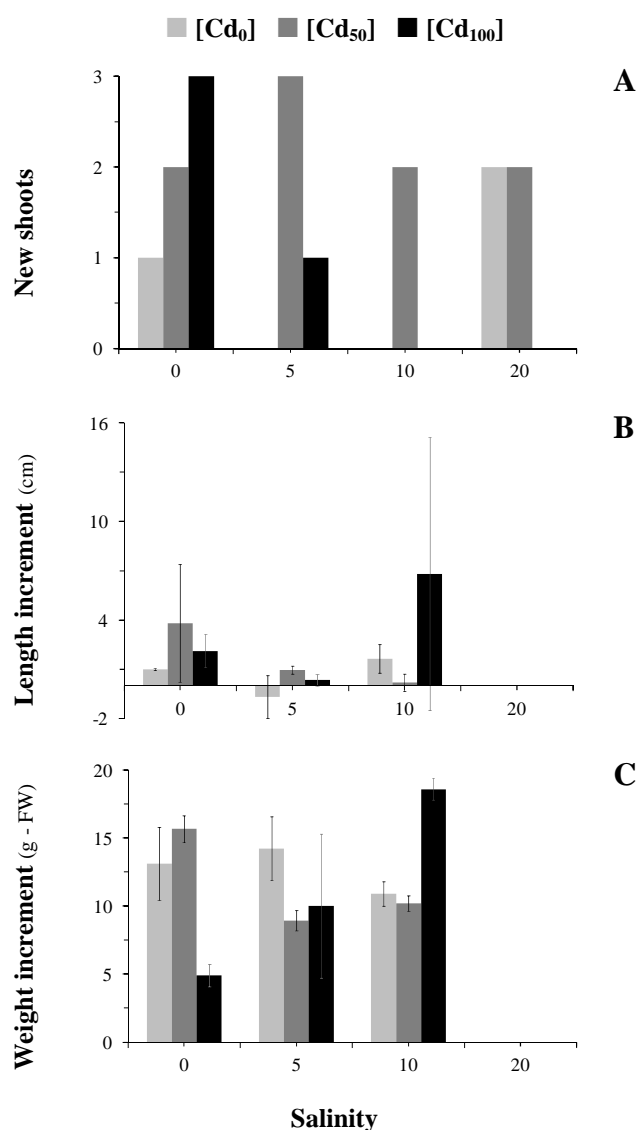 [Cd0] [Cd50] [Cd100]
A
New shoots
3
2
1
0
0 5 10 20
B
Length increment (cm)
16
10
4
-2
0 5 10 20
C
Weight increment (g - FW)
20
15
10
5
0
0 5 10 20
Salinity